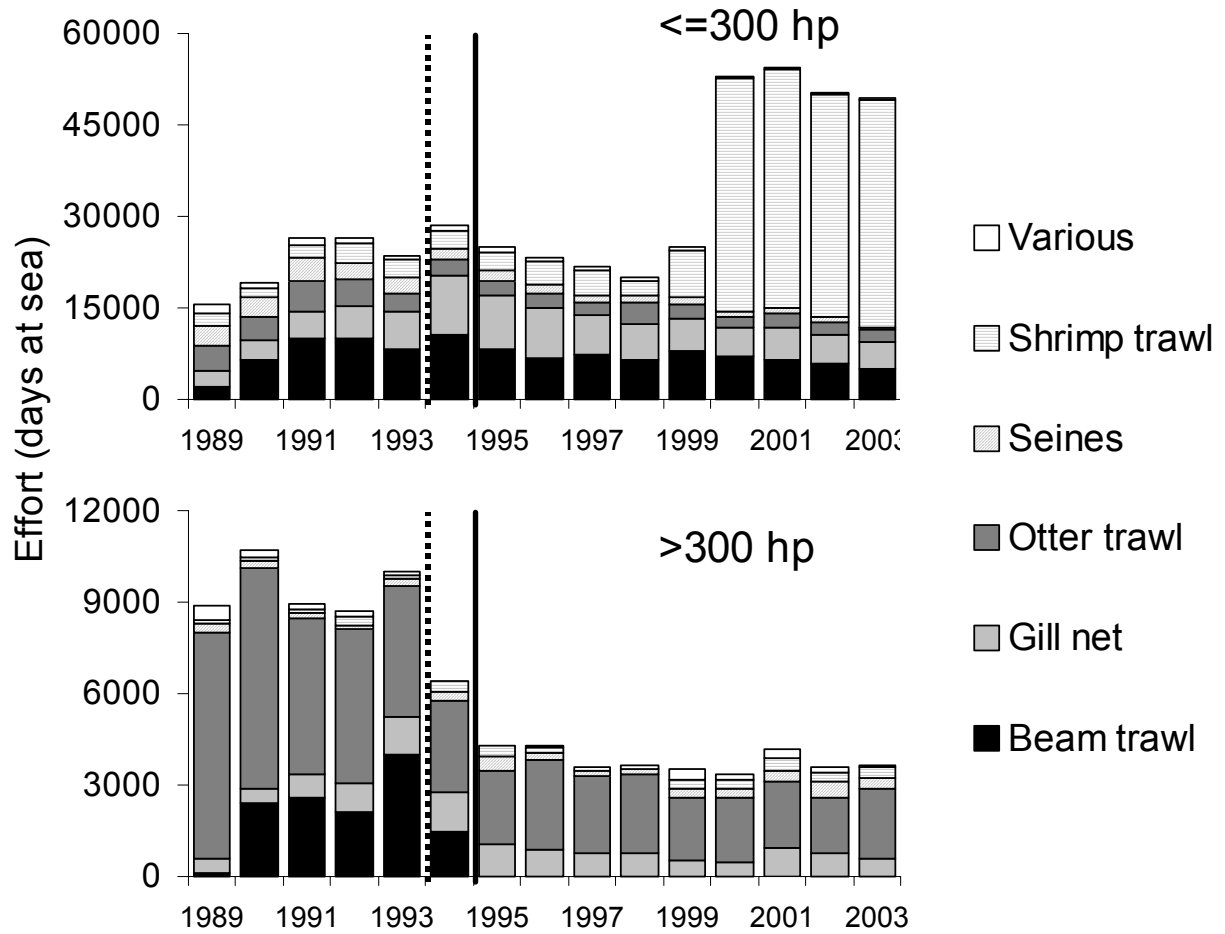 Effort (days at sea)
<=300 hp
60000
45000
30000
15000
0
1989 1991 1993 1995 1997 1999 2001 2003
>300 hp
12000
9000
6000
3000
0
1989 1991 1993 1995 1997 1999 2001 2003
Various
Shrimp trawl
Seines
Otter trawl
Gill net
Beam trawl